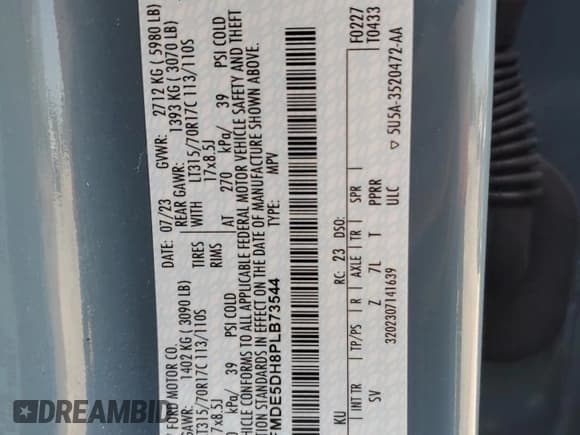 FORD MOTOR CO.
DATE: 07/23 GVWR: 2712 KG ( 5980 LB)
GAWR: 1402 KG ( 3090 LB) REAR GAWR: 1393 KG ( 3070 LB)
LT315/70R17C 113/110S TIRES WITH LT315/70R17C 113/110S
17x8.5J RIMS 17x8.5J
kPa/ 39 PSI COLD AT 270 kPa/ 39 PSI COLD
VEHICLE CONFORMS TO ALL APPLICABLE FEDERAL MOTOR VEHICLE SAFETY AND THEFT
STANDARDS IN EFFECT ON THE DATE OF MANUFACTURE SHOWN ABOVE.
FMDE5DH8PLB73544 TYPE: MPV
F0227
T0433
KU RC: 23 DSO:
INT TR TP/PS R AXLE TR SPR
SV Z 7L T PPRR
ULC
3202307141639
▽ 5U5A-3520472-AA
DREAMBID